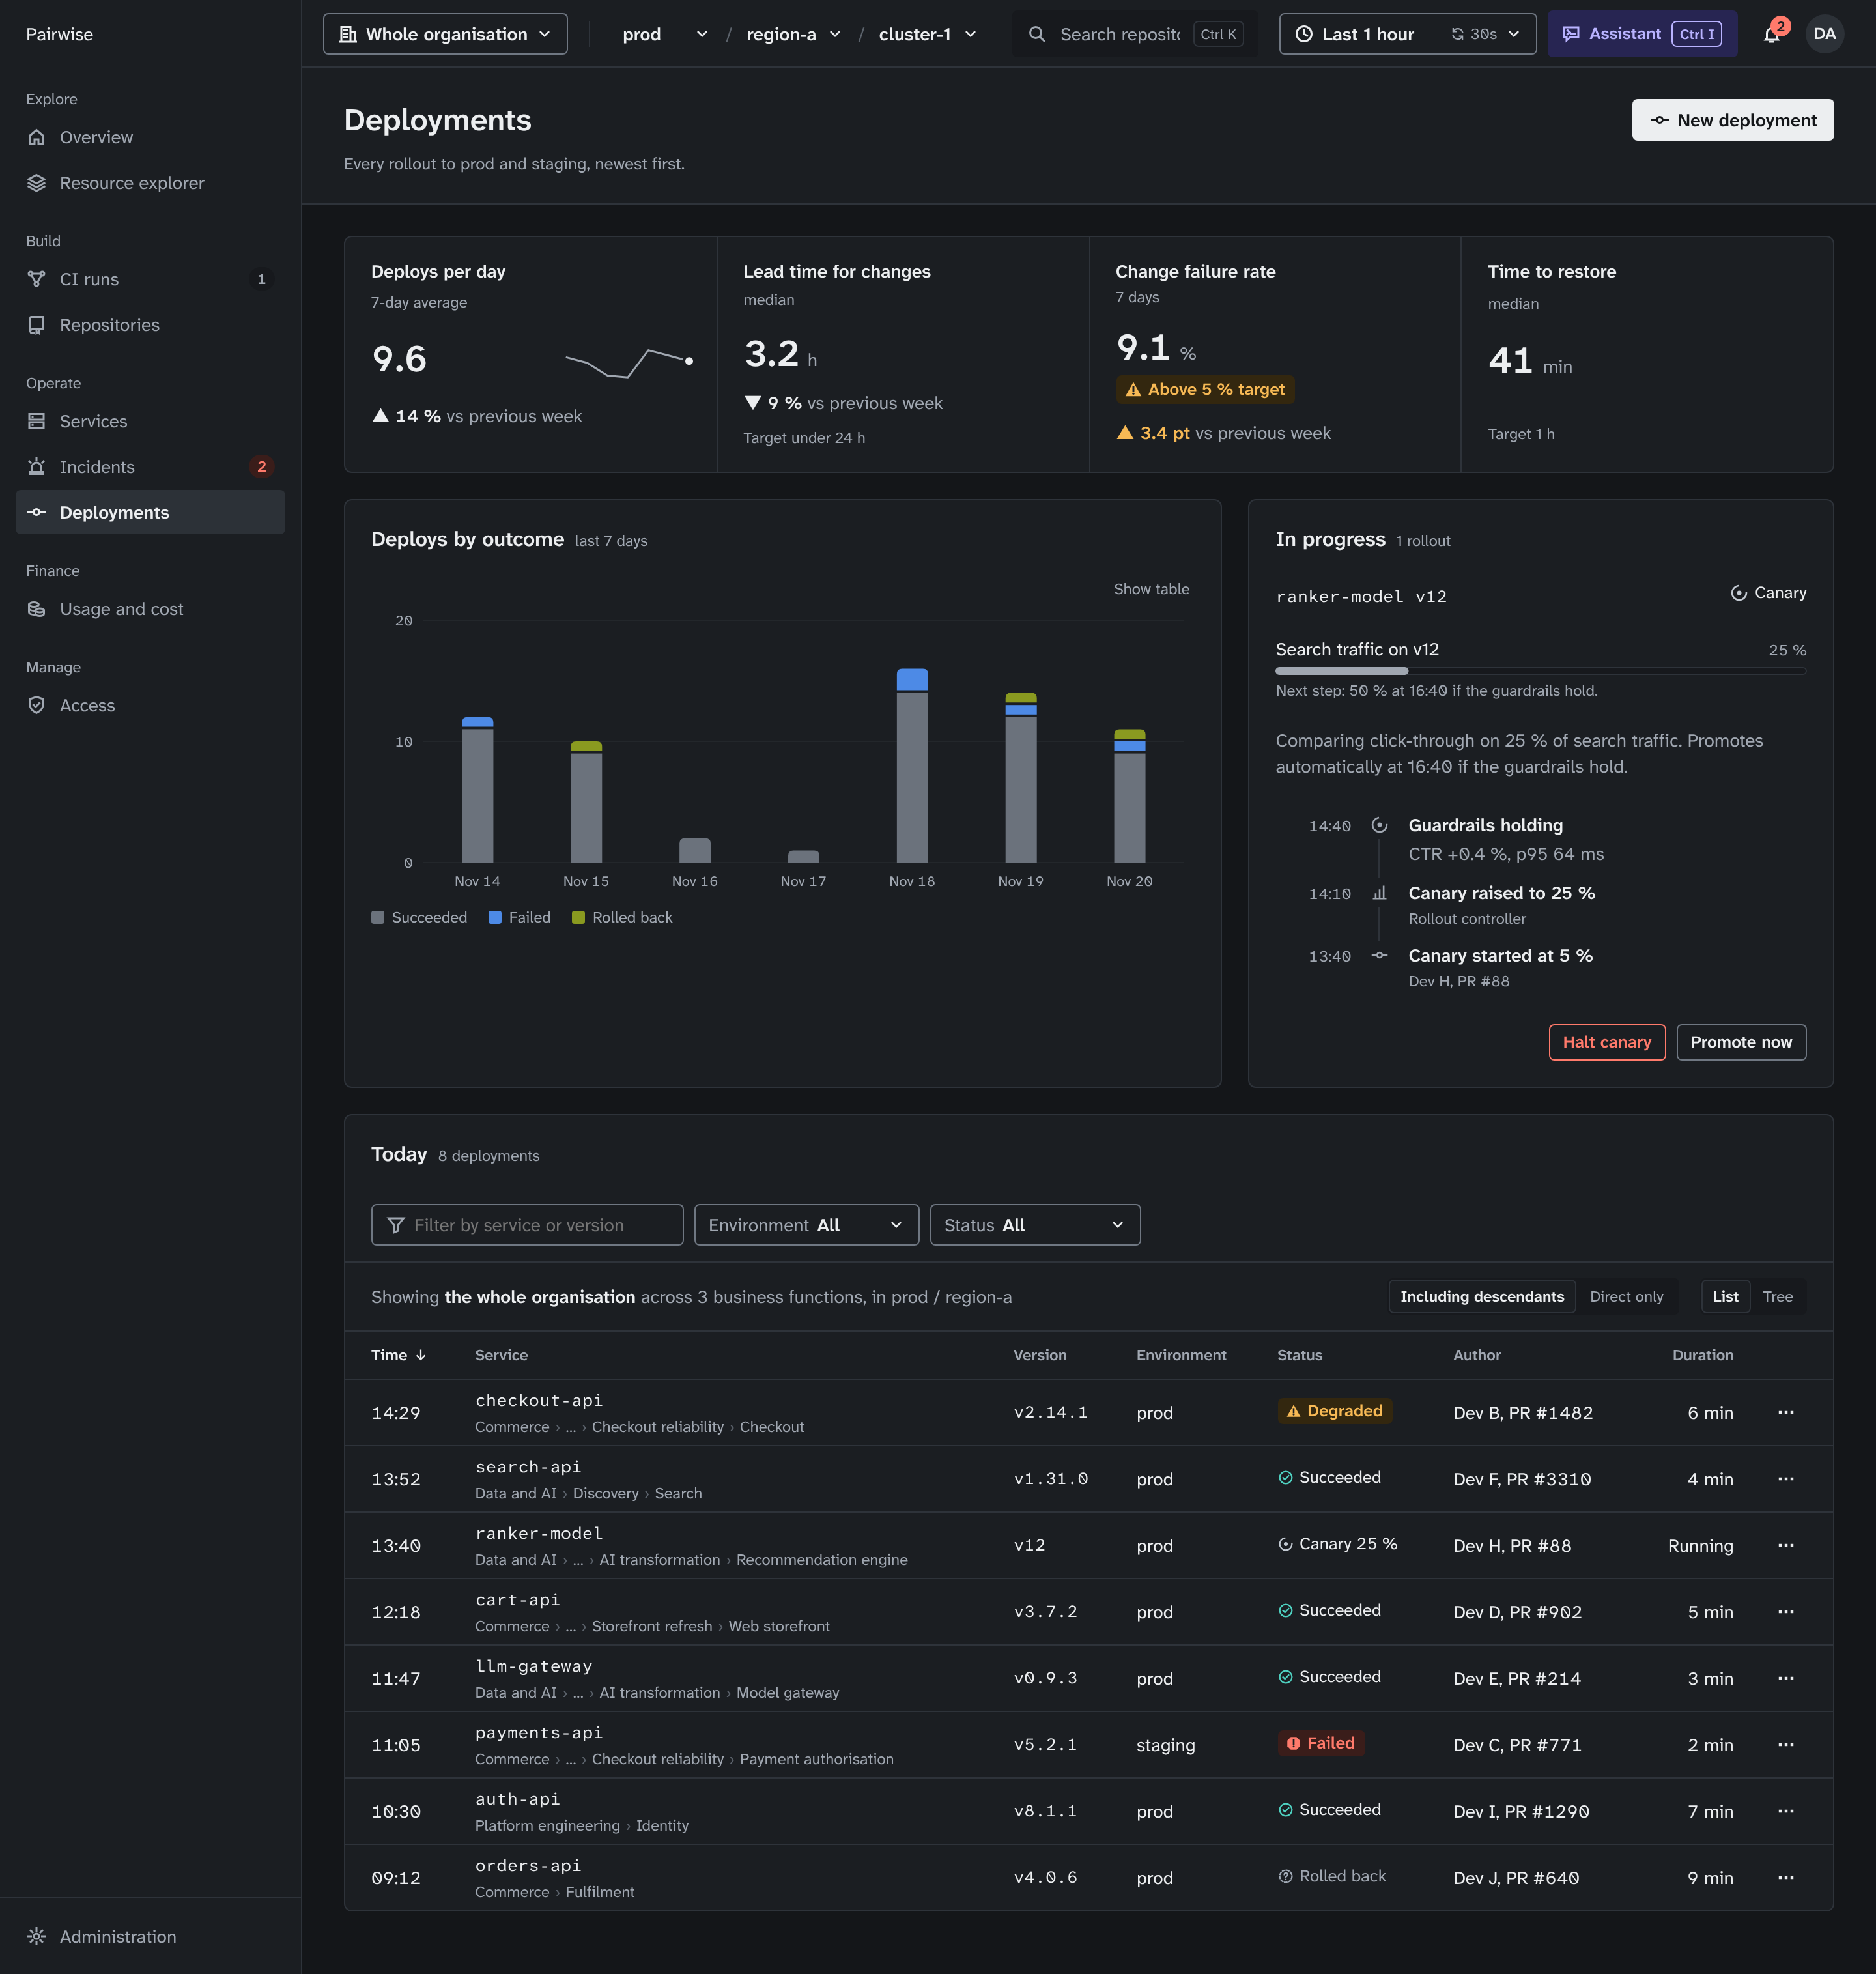 Pairwise
Whole organisation
prod / region-a / cluster-1
Search reposito Ctrl K
Last 1 hour 30s
Assistant Ctrl I
2
DA
Explore
Overview
Resource explorer
Build
CI runs 1
Repositories
Operate
Services
Incidents 2
Deployments
Finance
Usage and cost
Manage
Access
Administration
Deployments
Every rollout to prod and staging, newest first.
New deployment
Deploys per day
7-day average
9.6
14 % vs previous week
Lead time for changes
median
3.2 h
9 % vs previous week
Target under 24 h
Change failure rate
7 days
9.1 %
Above 5 % target
3.4 pt vs previous week
Time to restore
median
41 min
Target 1 h
Deploys by outcome last 7 days
Show table
20
10
0
Nov 14 Nov 15 Nov 16 Nov 17 Nov 18 Nov 19 Nov 20
Succeeded Failed Rolled back
In progress 1 rollout
ranker-model v12 Canary
Search traffic on v12 25 %
Next step: 50 % at 16:40 if the guardrails hold.
Comparing click-through on 25 % of search traffic. Promotes
automatically at 16:40 if the guardrails hold.
14:40 Guardrails holding
CTR +0.4 %, p95 64 ms
14:10 Canary raised to 25 %
Rollout controller
13:40 Canary started at 5 %
Dev H, PR #88
Halt canary Promote now
Today 8 deployments
Filter by service or version Environment All Status All
Showing the whole organisation across 3 business functions, in prod / region-a
Including descendants Direct only List Tree
Time Service Version Environment Status Author Duration
14:29 checkout-api v2.14.1 prod Degraded Dev B, PR #1482 6 min
Commerce › ... › Checkout reliability › Checkout
13:52 search-api v1.31.0 prod Succeeded Dev F, PR #3310 4 min
Data and AI › Discovery › Search
13:40 ranker-model v12 prod Canary 25 % Dev H, PR #88 Running
Data and AI › ... › AI transformation › Recommendation engine
12:18 cart-api v3.7.2 prod Succeeded Dev D, PR #902 5 min
Commerce › ... › Storefront refresh › Web storefront
11:47 llm-gateway v0.9.3 prod Succeeded Dev E, PR #214 3 min
Data and AI › ... › AI transformation › Model gateway
11:05 payments-api v5.2.1 staging Failed Dev C, PR #771 2 min
Commerce › ... › Checkout reliability › Payment authorisation
10:30 auth-api v8.1.1 prod Succeeded Dev I, PR #1290 7 min
Platform engineering › Identity
09:12 orders-api v4.0.6 prod Rolled back Dev J, PR #640 9 min
Commerce › Fulfilment